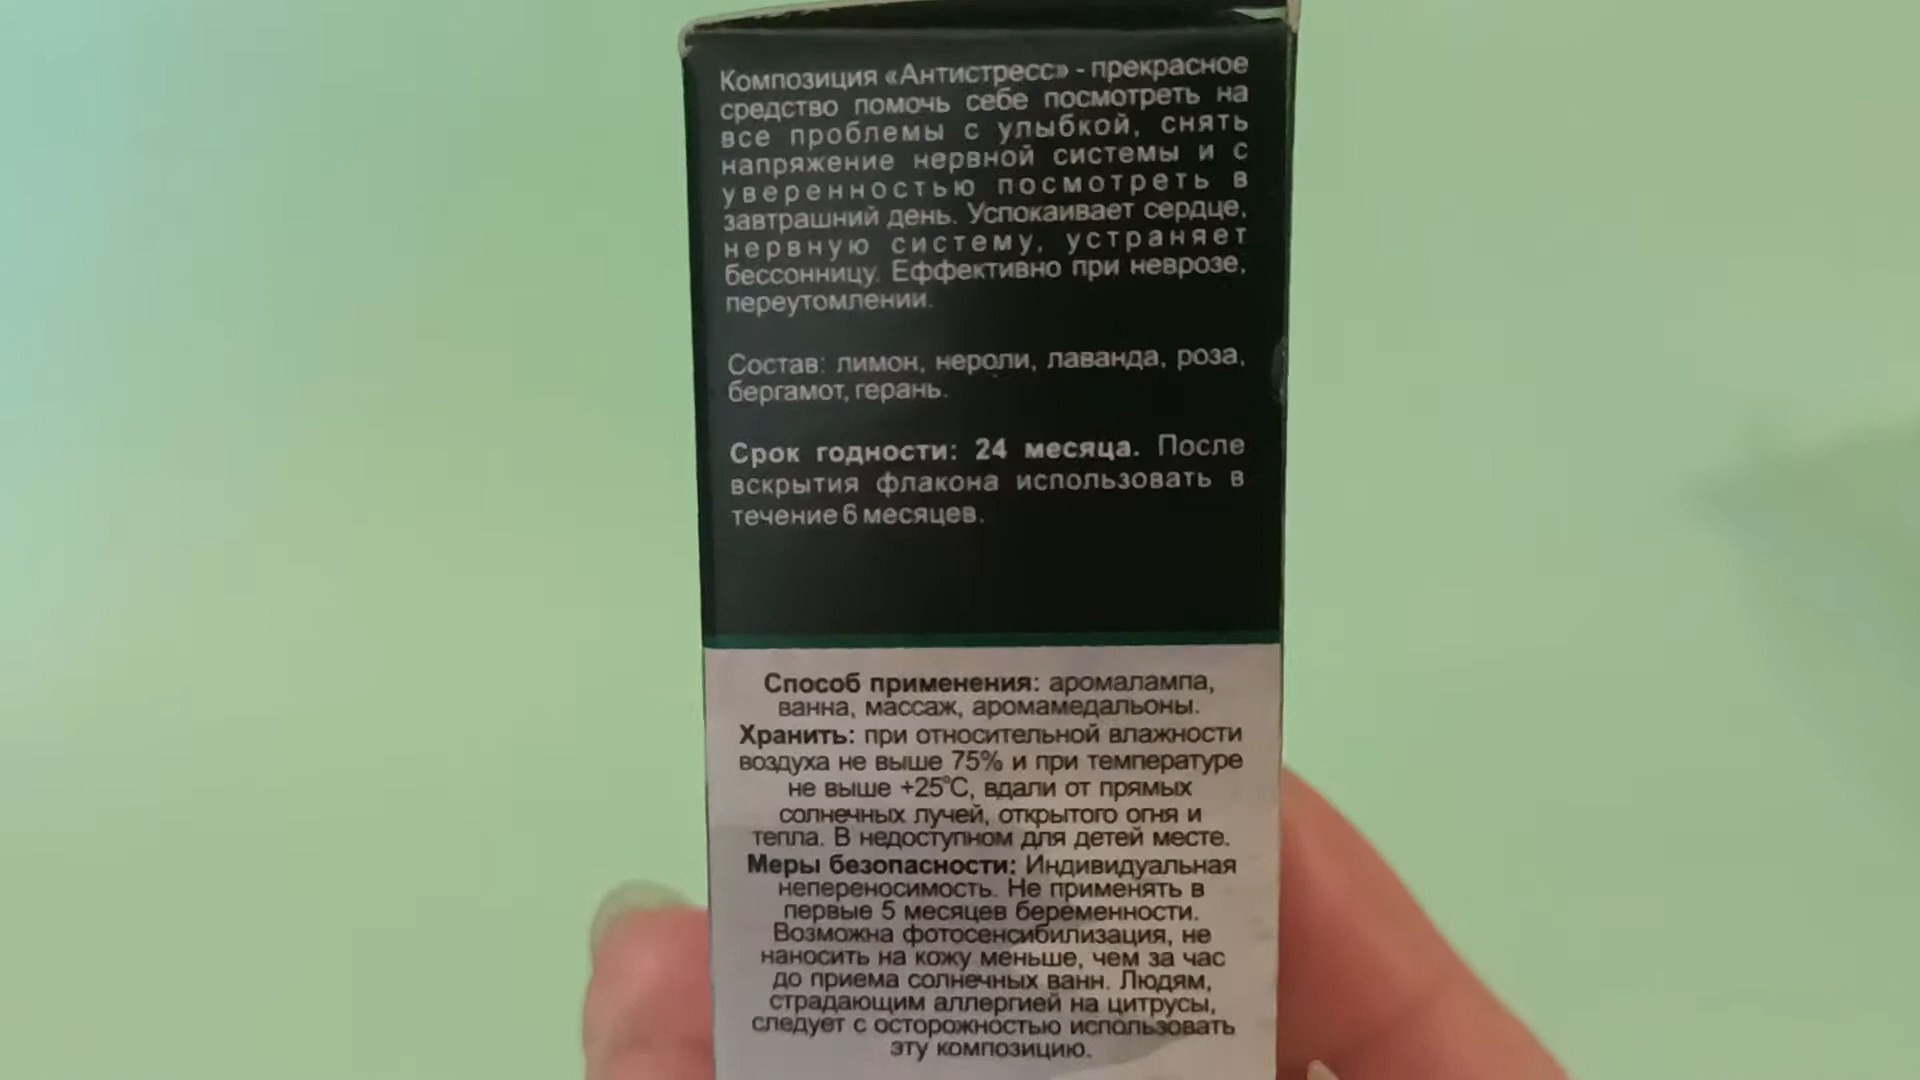 Композиция «Антистресс» - прекрасное
средство помочь себе посмотреть на
все проблемы с улыбкой, снять
напряжение нервной системы и с
уверенностью посмотреть в
завтрашний день. Успокаивает сердце,
нервную систему, устраняет
бессонницу. Еффективно при неврозе,
переутомлении.
Состав: лимон, нероли, лаванда, роза,
бергамот, герань.
Срок годности: 24 месяца. После
вскрытия флакона использовать в
течение 6 месяцев.
Способ применения: аромалампа,
ванна, массаж, аромамедальоны.
Хранить: при относительной влажности
воздуха не выше 75% и при температуре
не выше +25°С, вдали от прямых
солнечных лучей, открытого огня и
тепла. В недоступном для детей месте.
Меры безопасности: Индивидуальная
непереносимость. Не применять в
первые 5 месяцев беременности.
Возможна фотосенсибилизация, не
наносить на кожу меньше, чем за час
до приема солнечных ванн. Людям,
страдающим аллергией на цитрусы,
следует с осторожностью использовать
эту композицию.